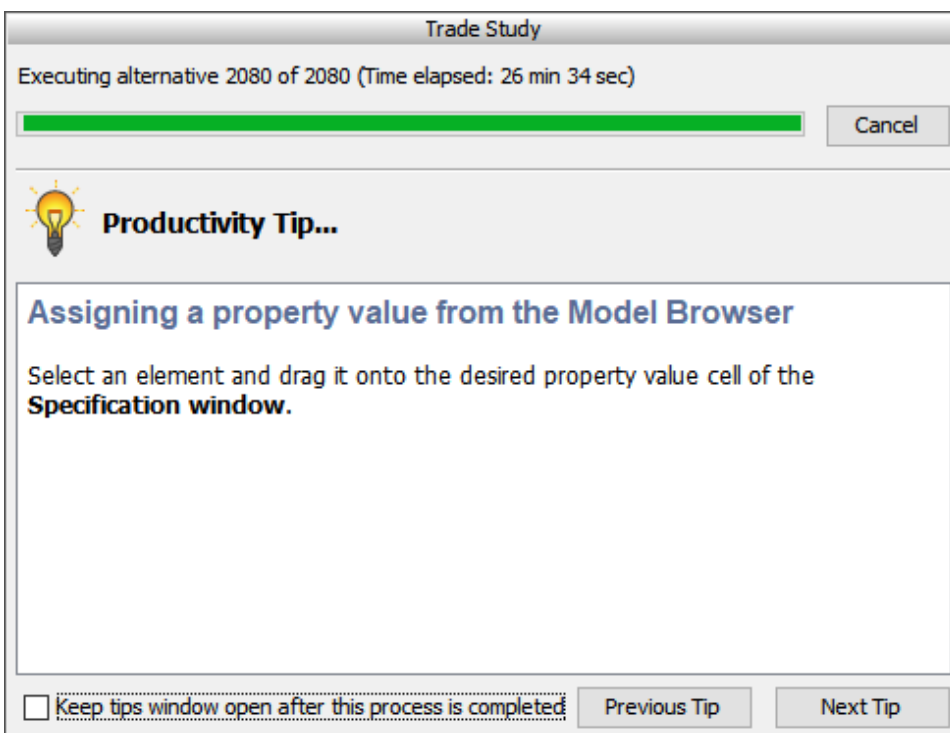 Trade Study
Executing alternative 2080 of 2080 (Time elapsed: 26 min 34 sec)
Cancel
Productivity Tip...
Assigning a property value from the Model Browser
Select an element and drag it onto the desired property value cell of the
Specification window.
Keep tips window open after this process is completed
Previous Tip
Next Tip